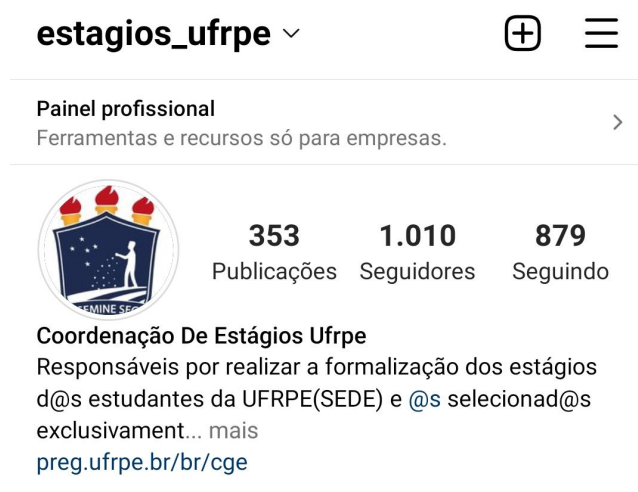 estagios_ufrpe
Painel profissional
Ferramentas e recursos só para empresas.
353 1.010 879
Publicações Seguidores Seguindo
SEMINE
Coordenação De Estágios Ufrpe
Responsáveis por realizar a formalização dos estágios
d@s estudantes da UFRPE(SEDE) e @s selecionad@s
exclusivament... mais
preg.ufrpe.br/br/cge